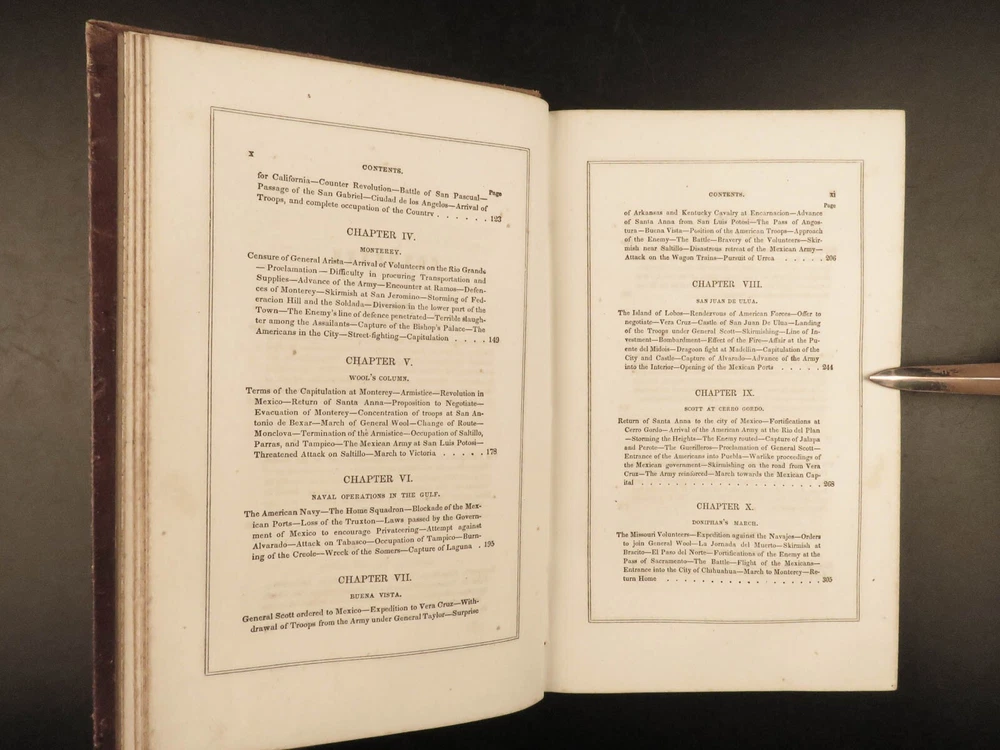 x
CONTENTS.
Page
for California—Counter Revolution—Battle of San Pascual—
Passage of the San Gabriel—Ciudad de los Angelos—Arrival of
Troops, and complete occupation of the Country . . . . . . 123
CHAPTER IV.
MONTEREY.
Censure of General Arista—Arrival of Volunteers on the Rio Grande
—Proclamation—Difficulty in procuring Transportation and
Supplies—Advance of the Army—Encounter at Ramos—Defen-
ces of Monterey—Skirmish at San Jeronimo—Storming of Fed-
eracion Hill and the Soldada—Diversion in the lower part of the
Town—The Enemy's line of defence penetrated—Terrible slaugh-
ter among the Assailants—Capture of the Bishop's Palace—The
Americans in the City—Street-fighting—Capitulation . . . . 149
CHAPTER V.
WOOL'S COLUMN.
Terms of the Capitulation at Monterey—Armistice—Revolution in
Mexico—Return of Santa Anna—Proposition to Negotiate—
Evacuation of Monterey—Concentration of troops at San An-
tonio de Bexar—March of General Wool—Change of Route—
Monclova—Termination of the Armistice—Occupation of Saltillo,
Parras, and Tampico—The Mexican Army at San Luis Potosi—
Threatened Attack on Saltillo—March to Victoria . . . . . 178
CHAPTER VI.
NAVAL OPERATIONS IN THE GULF.
The American Navy—The Home Squadron—Blockade of the Mex-
ican Ports—Loss of the Truxton—Laws passed by the Govern-
ment of Mexico to encourage Privateering—Attempt against
Alvarado—Attack on Tabasco—Occupation of Tampico—Burn-
ing of the Creole—Wreck of the Somers—Capture of Laguna . 195
CHAPTER VII.
BUENA VISTA.
General Scott ordered to Mexico—Expedition to Vera Cruz—With-
drawal of Troops from the Army under General Taylor—Surprise
CONTENTS. xi
Page
of Arkansas and Kentucky Cavalry at Encarnacion—Advance
of Santa Anna from San Luis Potosi—The Pass of Angos-
tura—Buena Vista—Position of the American Troops—Approach
of the Enemy—The Battle—Bravery of the Volunteers—Skir-
mish near Saltillo—Disastrous retreat of the Mexican Army—
Attack on the Wagon Trains—Pursuit of Urrea . . . . . 206
CHAPTER VIII.
SAN JUAN DE ULUA.
The Island of Lobos—Rendezvous of American Forces—Offer to
negotiate—Vera Cruz—Castle of San Juan De Ulua—Landing
of the Troops under General Scott—Skirmishing—Line of In-
vestment—Bombardment—Effect of the Fire—Affair at the Pu-
ente del Midois—Dragoon fight at Madellin—Capitulation of the
City and Castle—Capture of Alvarado—Advance of the Army
into the Interior—Opening of the Mexican Ports . . . . . 244
CHAPTER IX.
SCOTT AT CERRO GORDO.
Return of Santa Anna to the city of Mexico—Fortifications at
Cerro Gordo—Arrival of the American Army at the Rio del Plan
—Storming the Heights—The Enemy routed—Capture of Jalapa
and Perote—The Guerrilleros—Proclamation of General Scott—
Entrance of the Americans into Puebla—Warlike proceedings of
the Mexican government—Skirmishing on the road from Vera
Cruz—The Army reinforced—March towards the Mexican Cap-
ital . . . . . . . . . . . . . . . . . . . . 268
CHAPTER X.
DONIPHAN'S MARCH.
The Missouri Volunteers—Expedition against the Navajos—Orders
to join General Wool—La Jornada del Muerto—Skirmish at
Bracito—El Paso del Norte—Fortifications of the Enemy at the
Pass of Sacramento—The Battle—Flight of the Mexicans—
Entrance into the City of Chihuahua—March to Monterey—Re-
turn Home . . . . . . . . . . . . . . . . 305